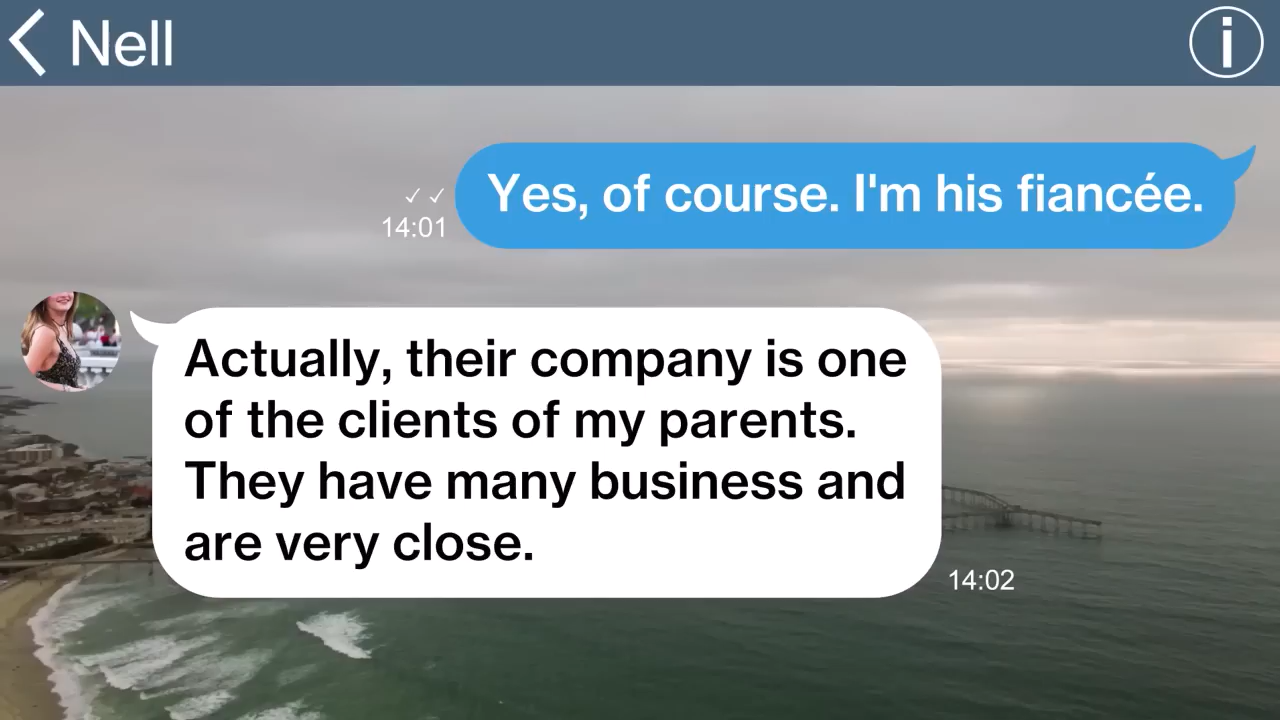 Nell
i
Yes, of course. I'm his fiancée.
14:01
Actually, their company is one
of the clients of my parents.
They have many business and
are very close.
14:02